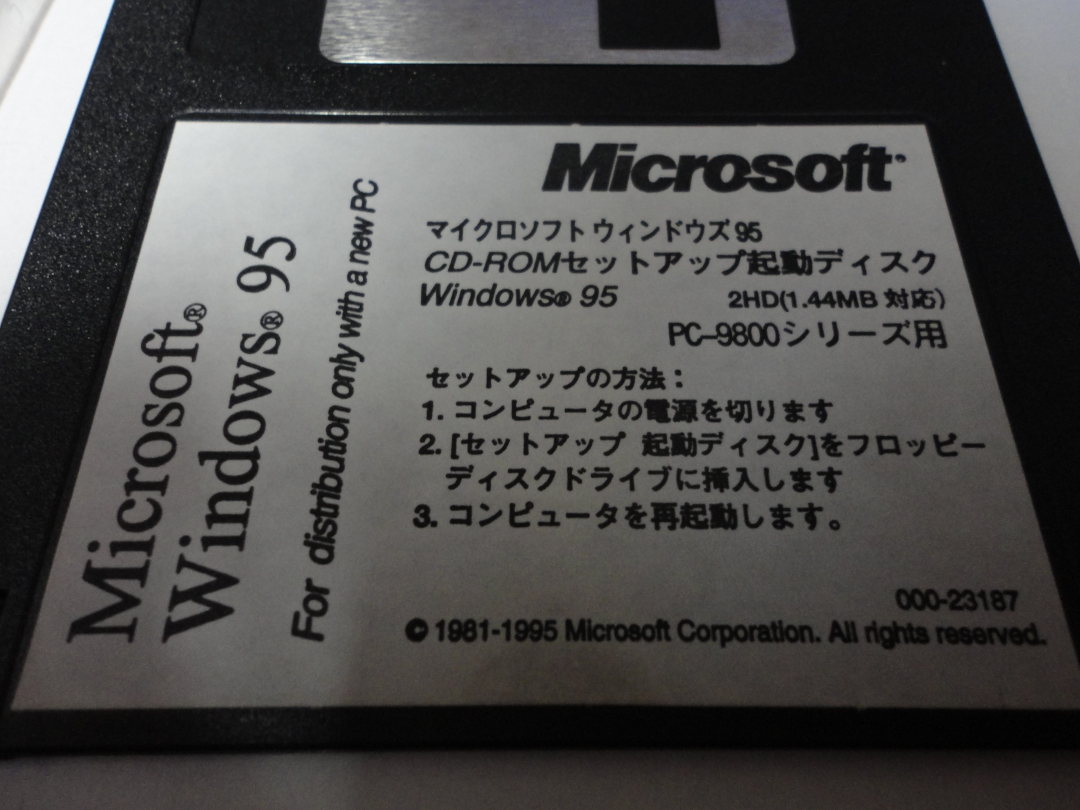 Microsoft®
Windows® 95
For distribution only with a new PC
Microsoft®
マイクロソフト ウィンドウズ 95
CD-ROMセットアップ起動ディスク
Windows® 95
2HD(1.44MB 対応)
PC-9800シリーズ用
セットアップの方法：
1. コンピュータの電源を切ります
2. [セットアップ 起動ディスク]をフロッピー
ディスクドライブに挿入します
3. コンピュータを再起動します。
000-23187
© 1981-1995 Microsoft Corporation. All rights reserved.